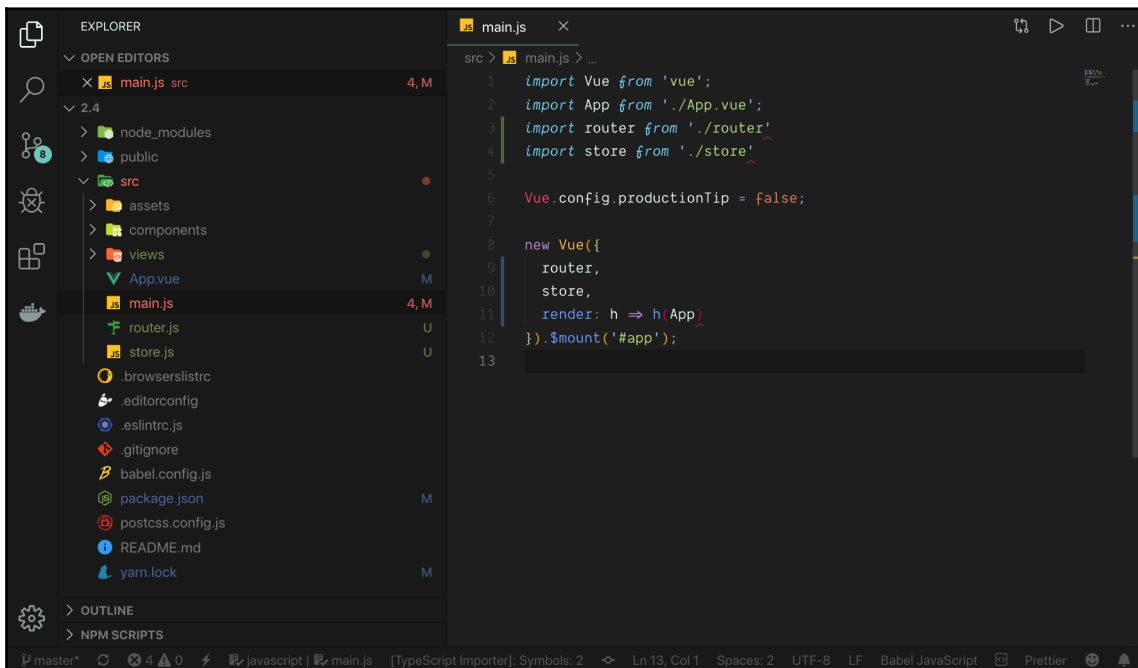 EXPLORER
OPEN EDITORS
main.js src 4, M
2.4
node_modules
public
src
assets
components
views
App.vue M
main.js 4, M
router.js U
store.js U
.browserslistrc
.editorconfig
.eslintrc.js
.gitignore
babel.config.js
package.json M
postcss.config.js
README.md
yarn.lock M
OUTLINE
NPM SCRIPTS
8
main.js
src > main.js > ...
1 import Vue from 'vue';
2 import App from './App.vue';
3 import router from './router'
4 import store from './store'
5
6 Vue.config.productionTip = false;
7
8 new Vue({
9 router,
10 store,
11 render: h ⇒ h(App)
12 }).$mount('#app');
13
master* 4 0 javascript | main.js [TypeScript Importer]: Symbols: 2 Ln 13, Col 1 Spaces: 2 UTF-8 LF Babel JavaScript Prettier